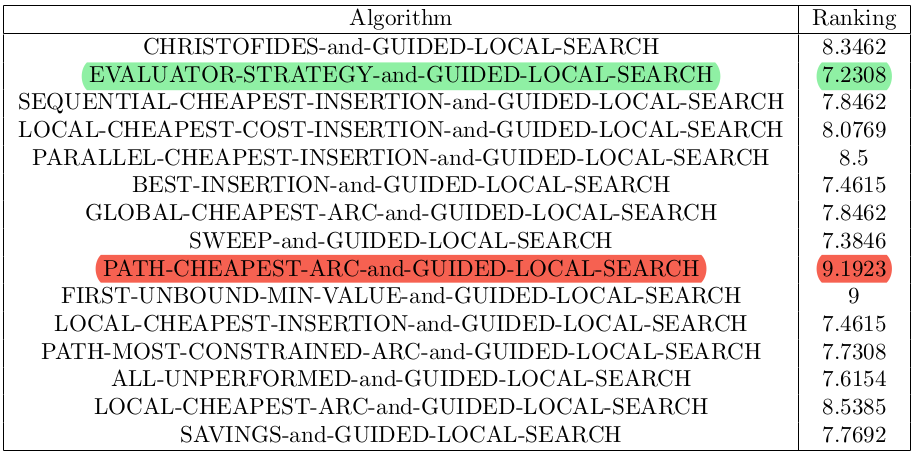 Algorithm Ranking
CHRISTOFIDES-and-GUIDED-LOCAL-SEARCH 8.3462
EVALUATOR-STRATEGY-and-GUIDED-LOCAL-SEARCH 7.2308
SEQUENTIAL-CHEAPEST-INSERTION-and-GUIDED-LOCAL-SEARCH 7.8462
LOCAL-CHEAPEST-COST-INSERTION-and-GUIDED-LOCAL-SEARCH 8.0769
PARALLEL-CHEAPEST-INSERTION-and-GUIDED-LOCAL-SEARCH 8.5
BEST-INSERTION-and-GUIDED-LOCAL-SEARCH 7.4615
GLOBAL-CHEAPEST-ARC-and-GUIDED-LOCAL-SEARCH 7.8462
SWEEP-and-GUIDED-LOCAL-SEARCH 7.3846
PATH-CHEAPEST-ARC-and-GUIDED-LOCAL-SEARCH 9.1923
FIRST-UNBOUND-MIN-VALUE-and-GUIDED-LOCAL-SEARCH 9
LOCAL-CHEAPEST-INSERTION-and-GUIDED-LOCAL-SEARCH 7.4615
PATH-MOST-CONSTRAINED-ARC-and-GUIDED-LOCAL-SEARCH 7.7308
ALL-UNPERFORMED-and-GUIDED-LOCAL-SEARCH 7.6154
LOCAL-CHEAPEST-ARC-and-GUIDED-LOCAL-SEARCH 8.5385
SAVINGS-and-GUIDED-LOCAL-SEARCH 7.7692